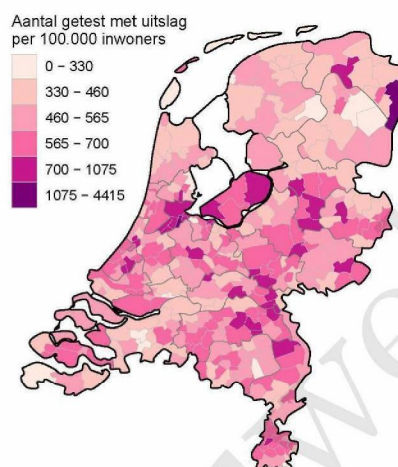 Aantal getest met uitslag
per 100.000 inwoners
0 – 330
330 – 460
460 – 565
565 – 700
700 – 1075
1075 – 4415